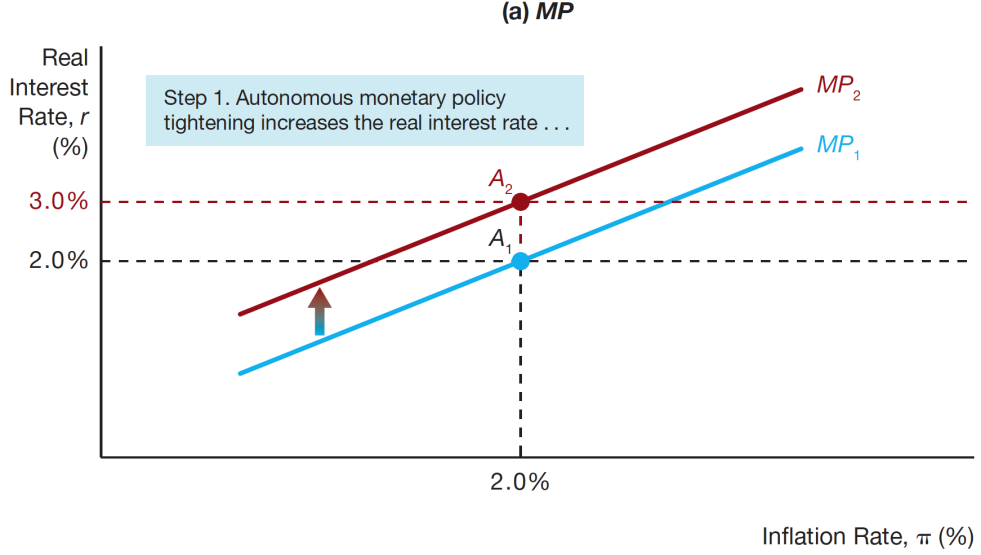 (a) MP
Real
Interest
Rate, r
(%)
Step 1. Autonomous monetary policy
tightening increases the real interest rate . . .
MP2
MP1
A2
3.0%
A1
2.0%
2.0%
Inflation Rate, π (%)